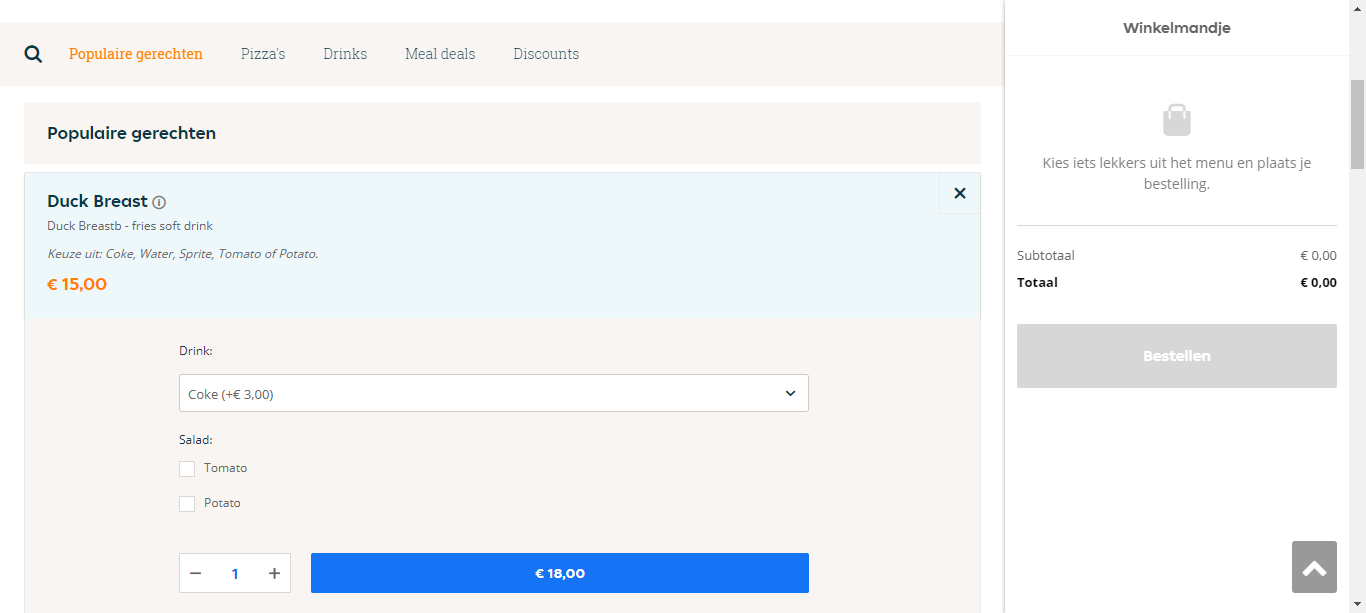 Populaire gerechten Pizza's Drinks Meal deals Discounts
Populaire gerechten
Duck Breast
Duck Breastb - fries soft drink
Keuze uit: Coke, Water, Sprite, Tomato of Potato.
€ 15,00
Drink:
Coke (+€ 3,00)
Salad:
Tomato
Potato
1
€ 18,00
Winkelmandje
Kies iets lekkers uit het menu en plaats je
bestelling.
Subtotaal € 0,00
Totaal € 0,00
Bestellen